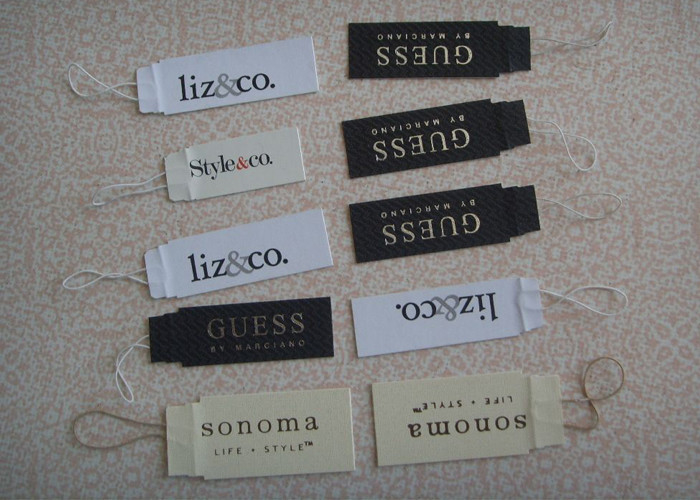 liz&co.
GUESS
BY MARCIANO
Style&co.
GUESS
BY MARCIANO
liz&co.
GUESS
BY MARCIANO
GUESS
BY MARCIANO
liz&co.
sonoma
LIFE + STYLE™
sonoma
LIFE + STYLE™